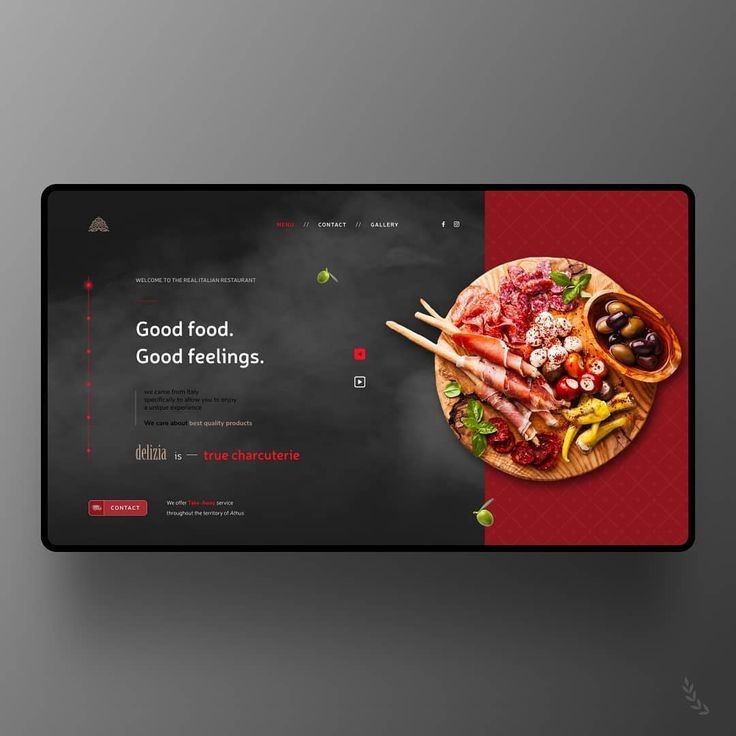 MENU // CONTACT // GALLERY
WELCOME TO THE REAL ITALIAN RESTAURANT
Good food.
Good feelings.
we came from Italy
specifically to allow you to enjoy
a unique experience
We care about best quality products
delizia is — true charcuterie
CONTACT
We offer Take-Away service
throughout the territory of Athus